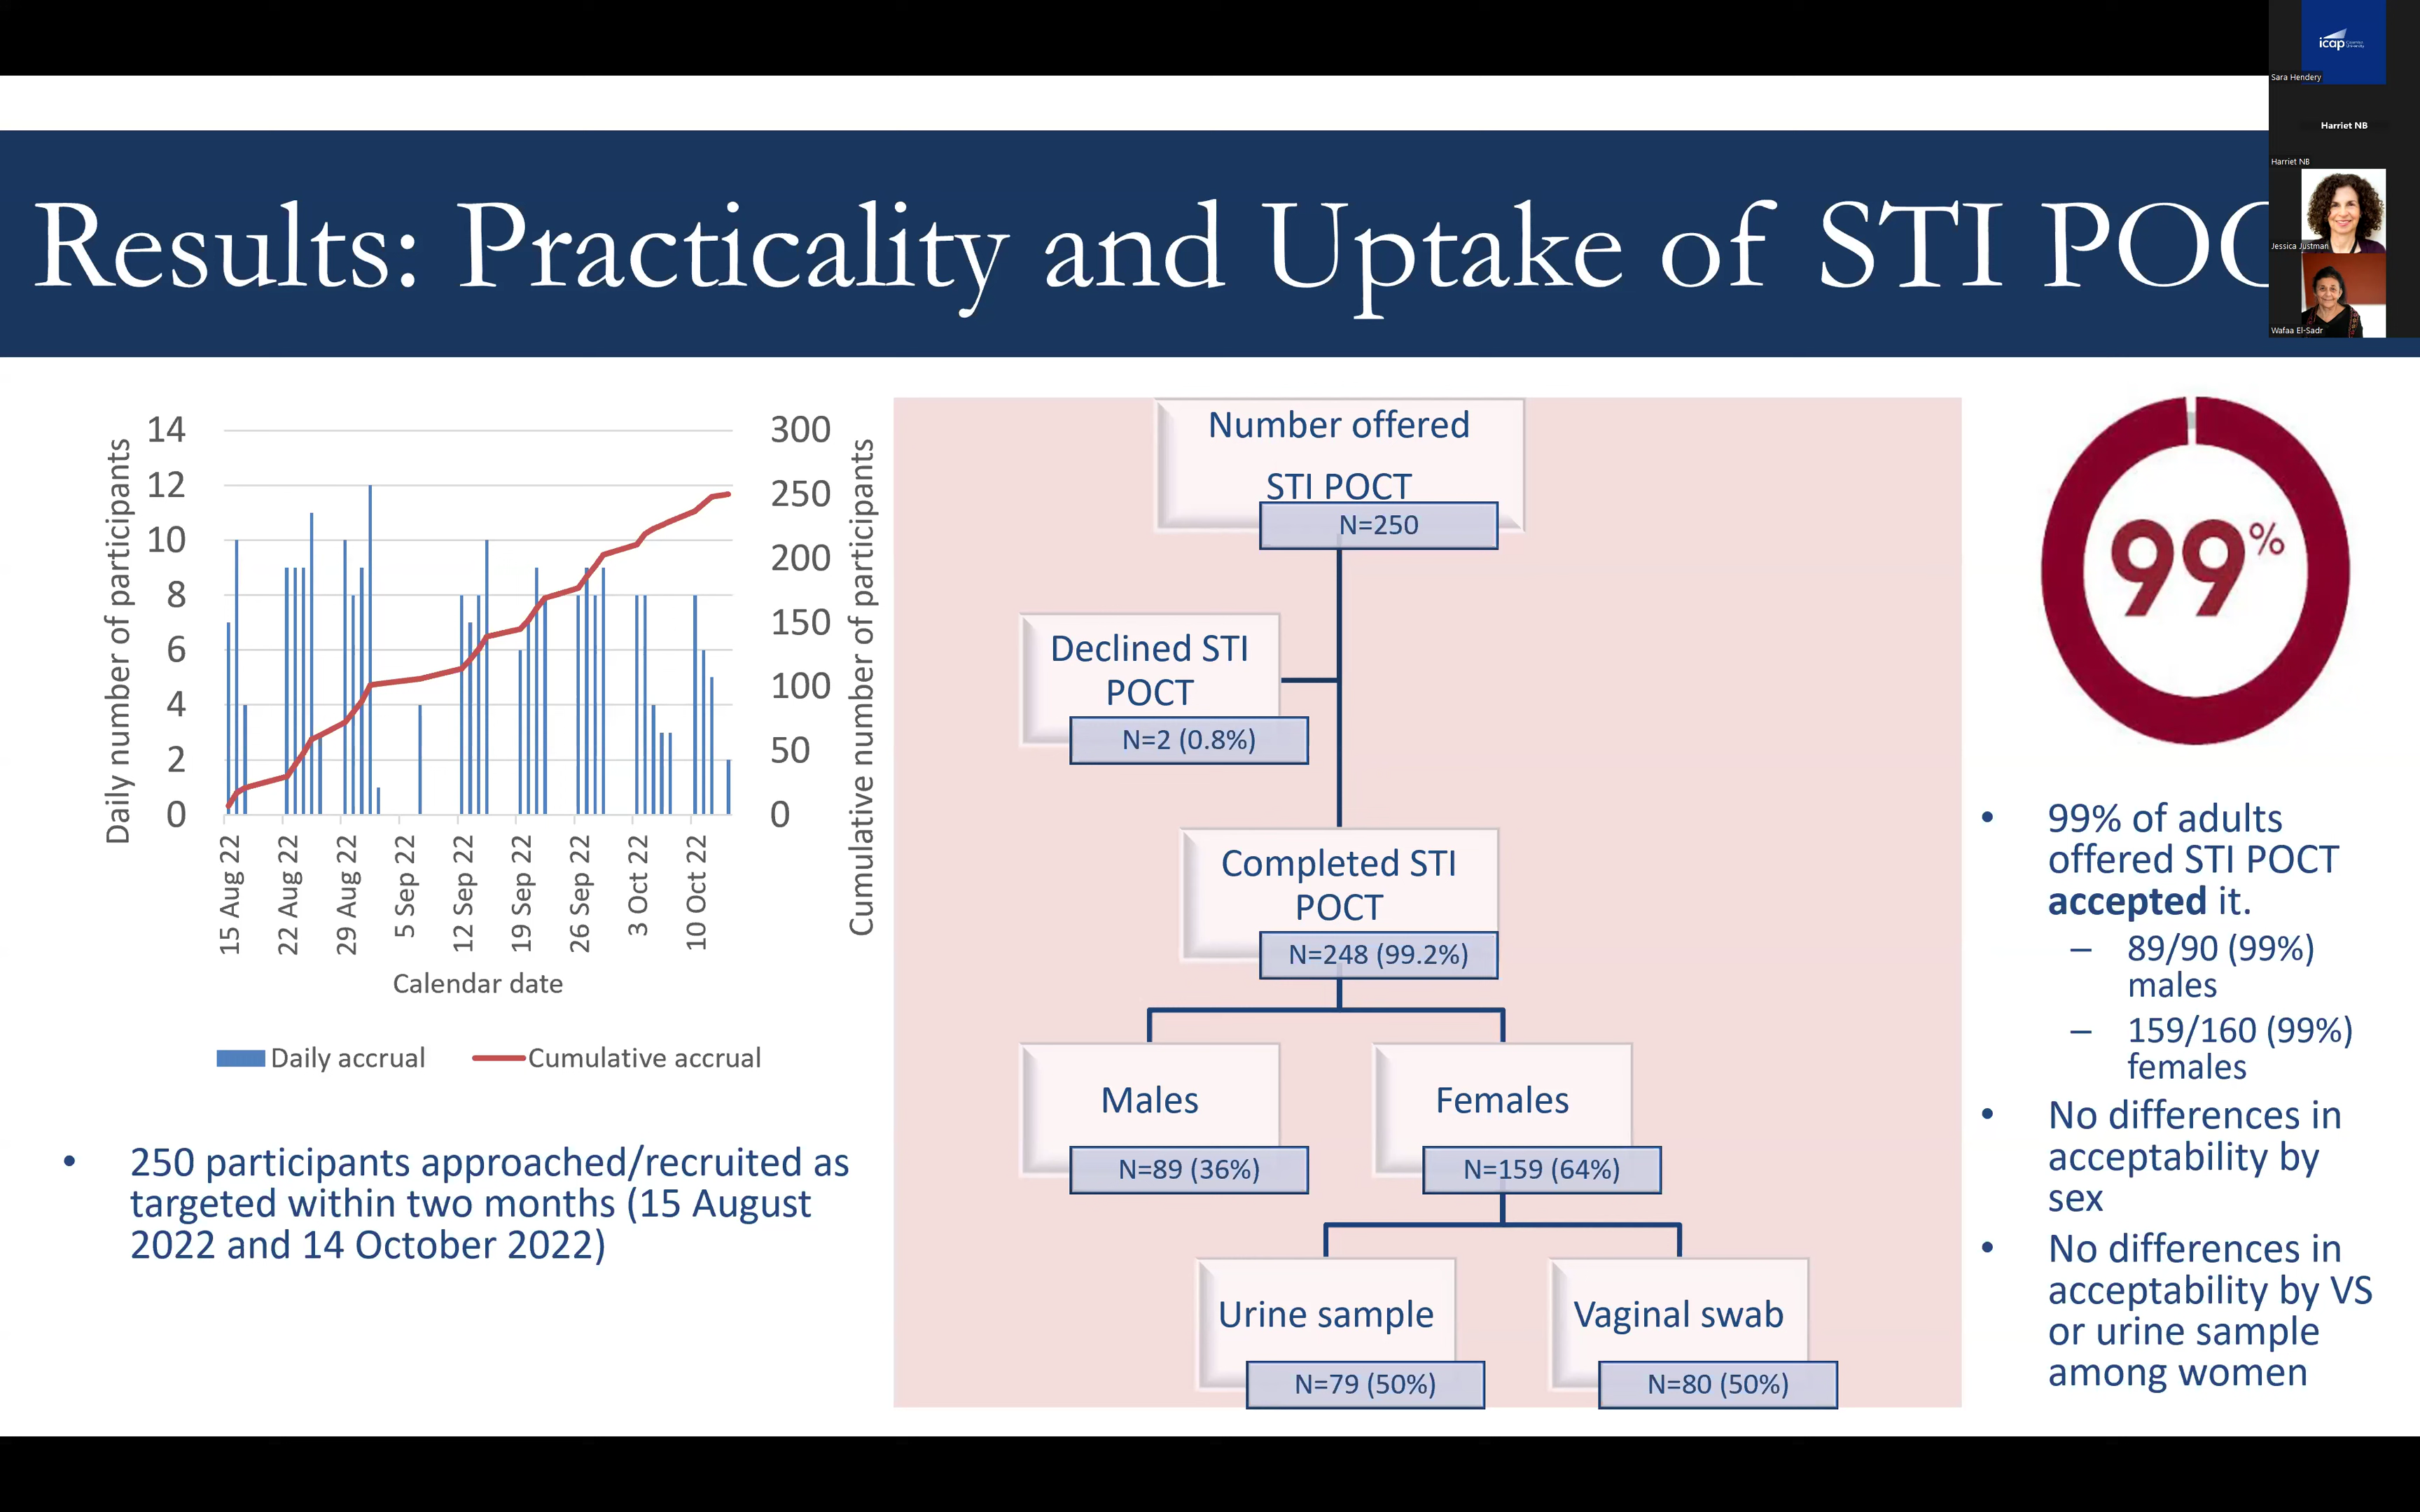 icap
Sara Hendery
Harriet NB
Harriet NB
Jessica Justman
Wafaa El-Sadr
Results: Practicality and Uptake of STI POC
Daily number of participants
14
12
10
8
6
4
2
0
300
250
200
150
100
50
0
Cumulative number of participants
15 Aug 22
22 Aug 22
29 Aug 22
5 Sep 22
12 Sep 22
19 Sep 22
26 Sep 22
3 Oct 22
10 Oct 22
Calendar date
Daily accrual
Cumulative accrual
• 250 participants approached/recruited as
targeted within two months (15 August
2022 and 14 October 2022)
Number offered
STI POCT
N=250
Declined STI
POCT
N=2 (0.8%)
Completed STI
POCT
N=248 (99.2%)
Males
N=89 (36%)
Females
N=159 (64%)
Urine sample
N=79 (50%)
Vaginal swab
N=80 (50%)
99%
• 99% of adults
offered STI POCT
accepted it.
– 89/90 (99%)
males
– 159/160 (99%)
females
• No differences in
acceptability by
sex
• No differences in
acceptability by VS
or urine sample
among women